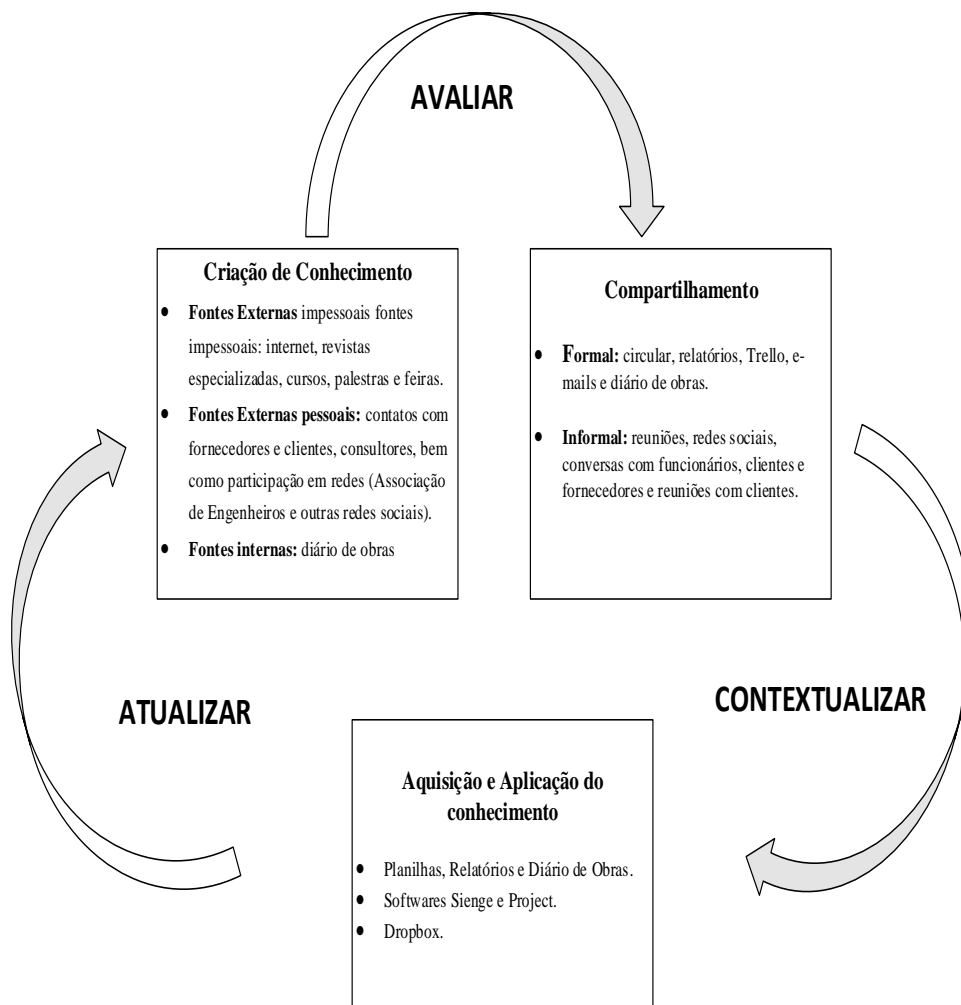 AVALIAR
Criação de Conhecimento
• Fontes Externas impessoais fontes
impessoais: internet, revistas
especializadas, cursos, palestras e feiras.
• Fontes Externas pessoais: contatos com
fornecedores e clientes, consultores, bem
como participação em redes (Associação
de Engenheiros e outras redes sociais).
• Fontes internas: diário de obras
Compartilhamento
• Formal: circular, relatórios, Trello, e-
mails e diário de obras.
• Informal: reuniões, redes sociais,
conversas com funcionários, clientes e
fornecedores e reuniões com clientes.
ATUALIZAR
CONTEXTUALIZAR
Aquisição e Aplicação do
conhecimento
• Planilhas, Relatórios e Diário de Obras.
• Softwares Sienge e Project.
• Dropbox.